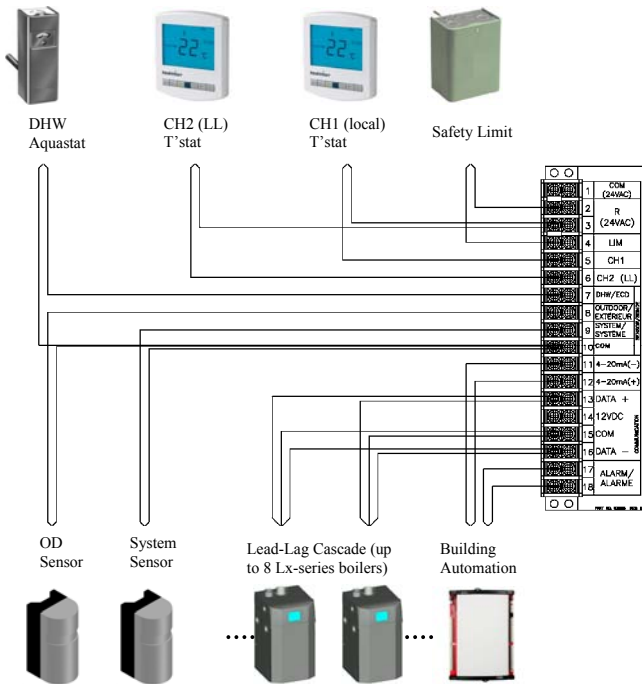 DHW
Aquastat
CH2 (LL)
T'stat
CH1 (local)
T'stat
Safety Limit
22
22
1 COM
(24VAC)
2
3
R
(24VAC)
4 LIM
5 CH1
6 CH2 (LL)
7 DHW/ECO
8 OUTDOOR/
EXTÉRIEUR
9 SYSTEM/
SYSTÈME
10 COM
11 4-20mA(-)
12 4-20mA(+)
13 DATA +
14 12VDC
15 COM
16 DATA -
COMMUNICATION
17
18
ALARM/
ALARME
OD
Sensor
System
Sensor
Lead-Lag Cascade (up
to 8 Lx-series boilers)
Building
Automation